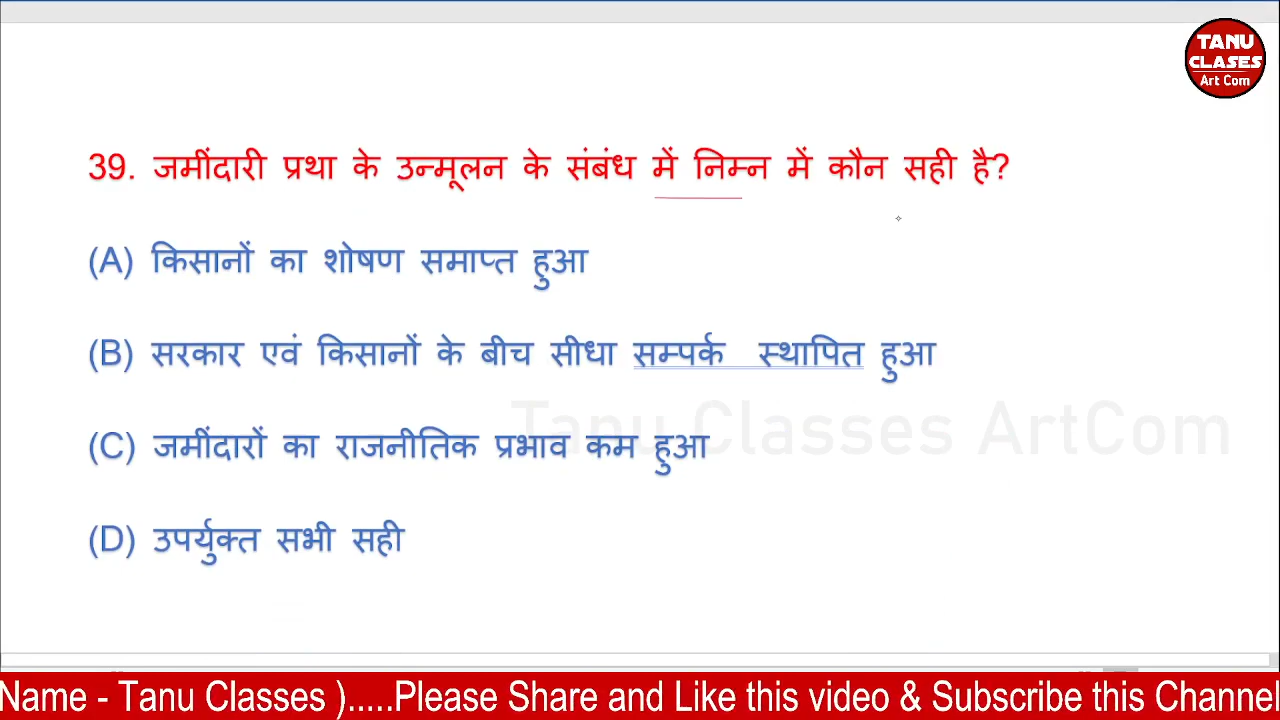 TANU
CLASES
Art Com
39. जमींदारी प्रथा के उन्मूलन के संबंध में निम्न में कौन सही है?
(A) किसानों का शोषण समाप्त हुआ
(B) सरकार एवं किसानों के बीच सीधा सम्पर्क स्थापित हुआ
Tanu Classes ArtCom
(C) जमींदारों का राजनीतिक प्रभाव कम हुआ
(D) उपर्युक्त सभी सही
Name - Tanu Classes ).....Please Share and Like this video & Subscribe this Channel